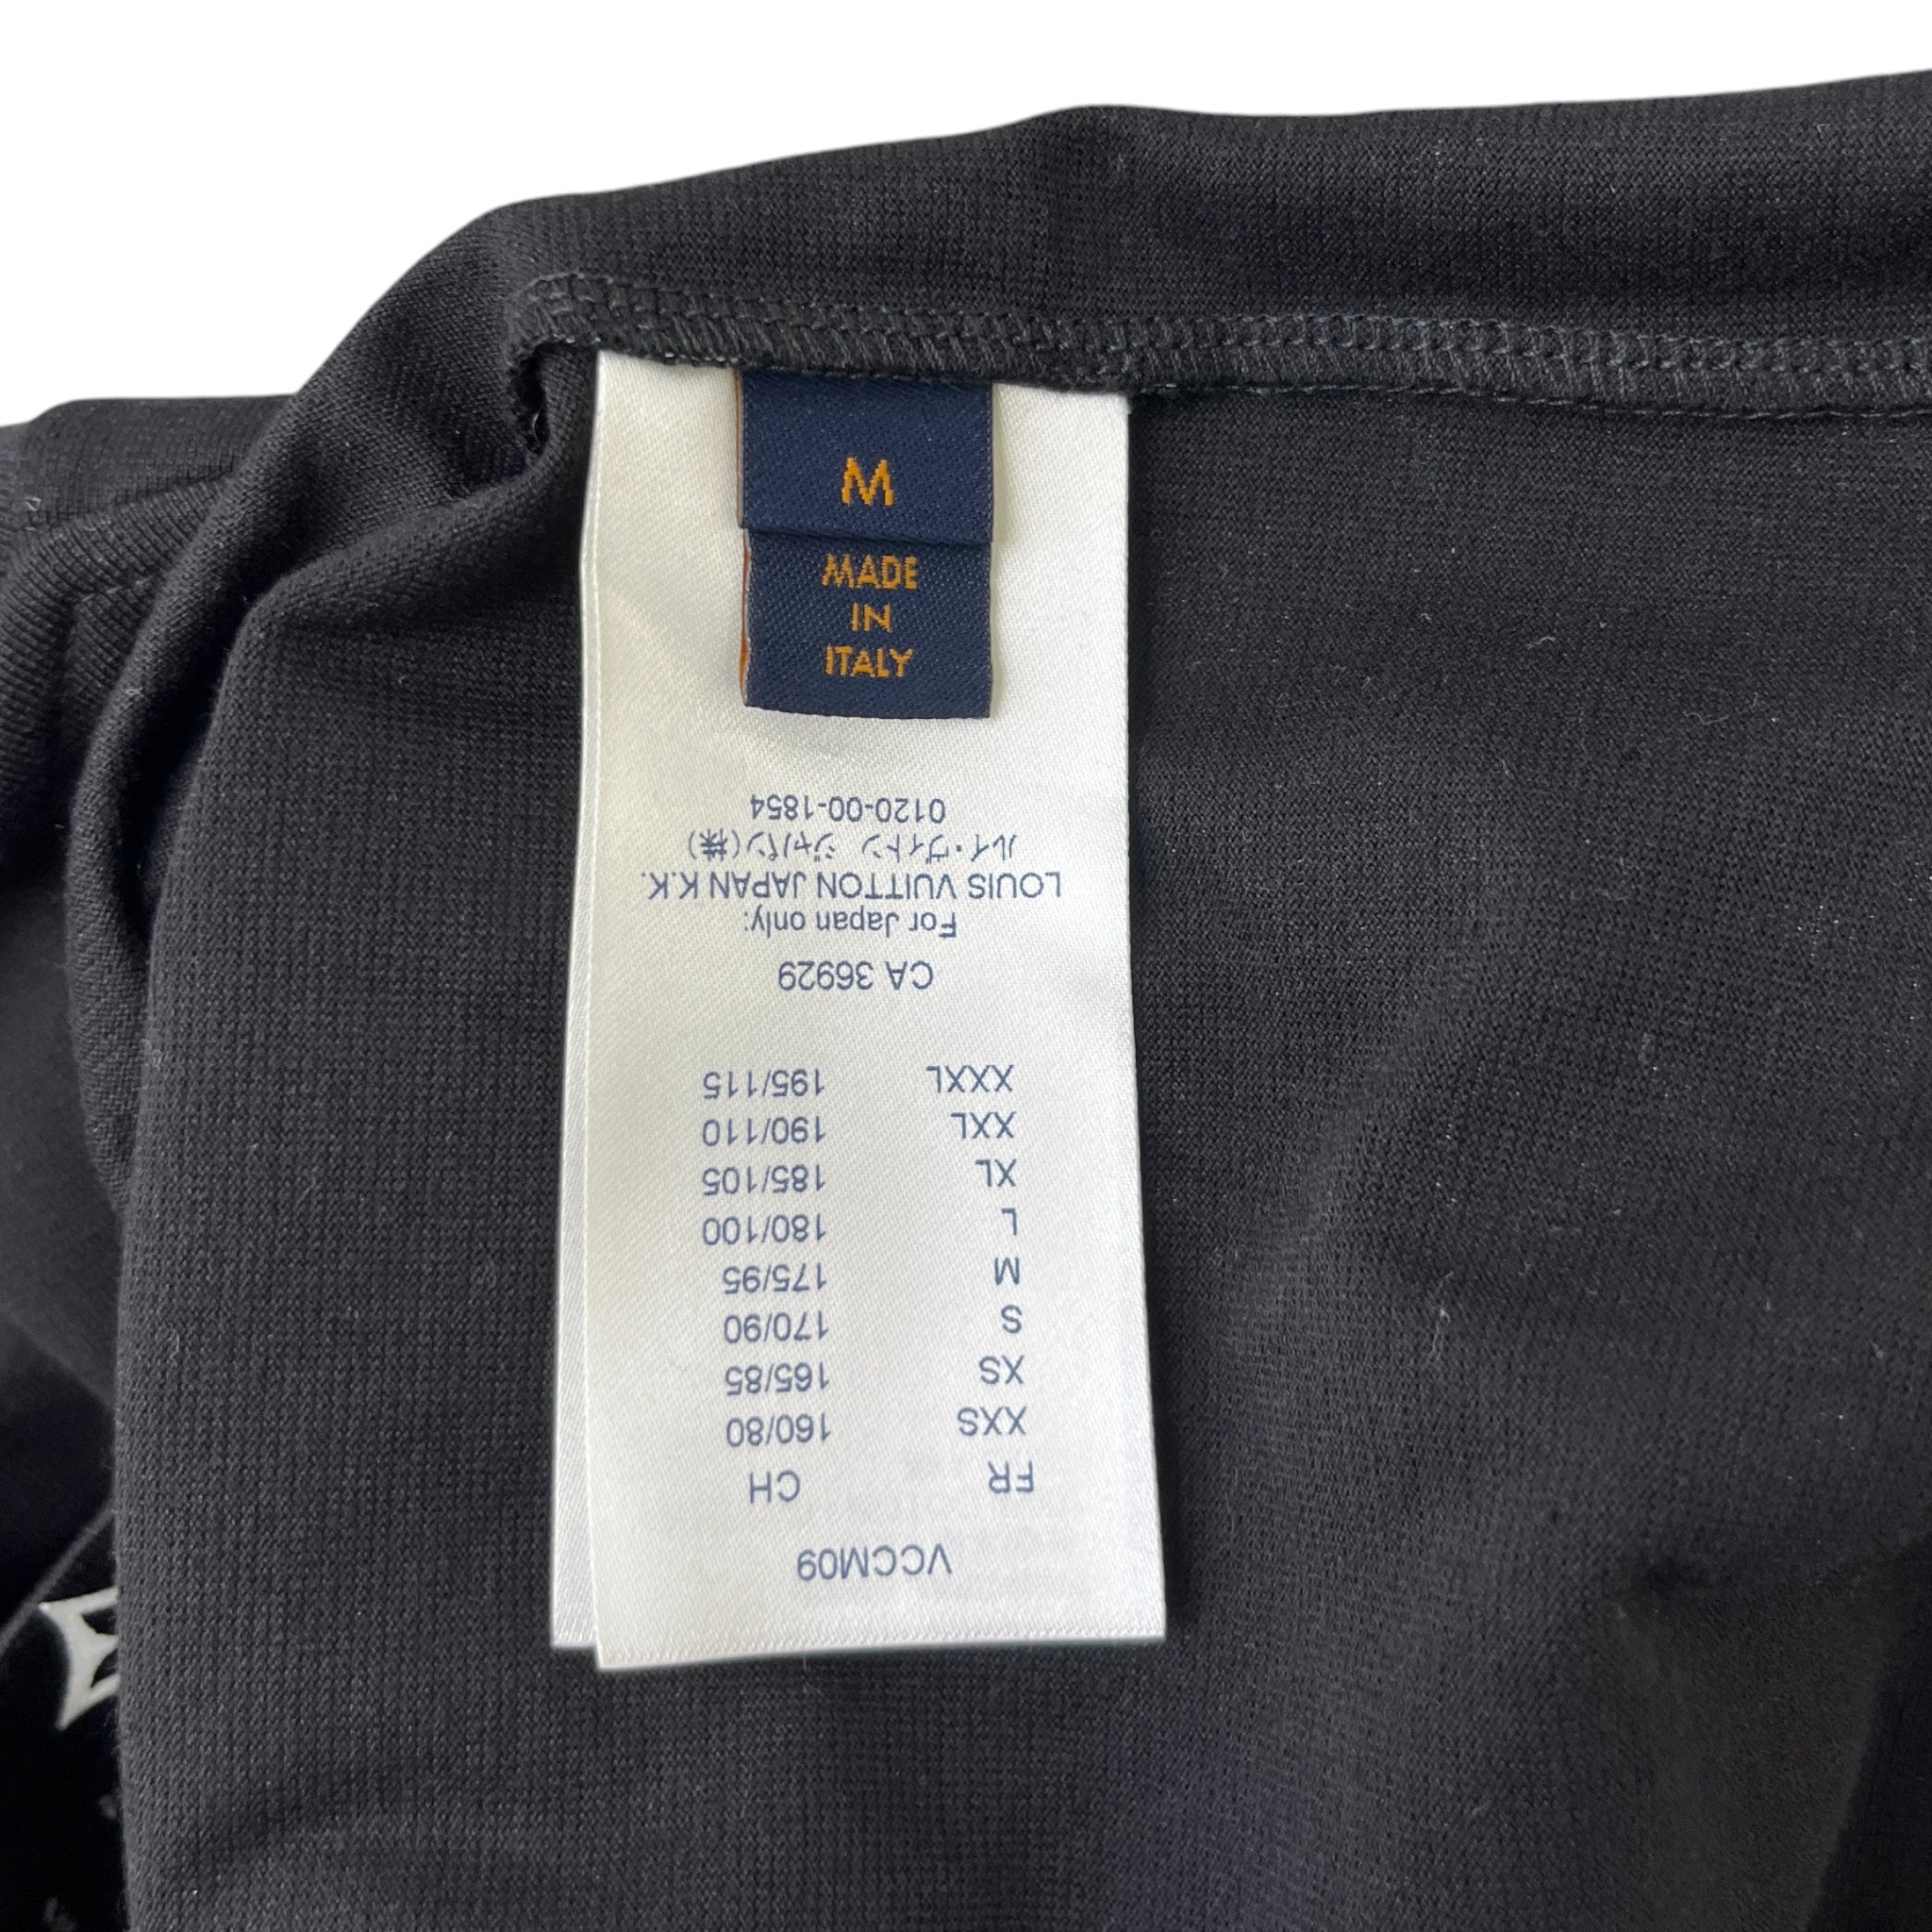 M
MADE
IN
ITALY
VCCM09
FR CH
XXS 160/80
XS 165/85
S 170/90
M 175/95
L 180/100
XL 185/105
XXL 190/110
XXXL 195/115
CA 36929
For Japan only:
LOUIS VUITTON JAPAN K.K.
ルイ・ヴィトン ジャパン(株)
0120-00-1854